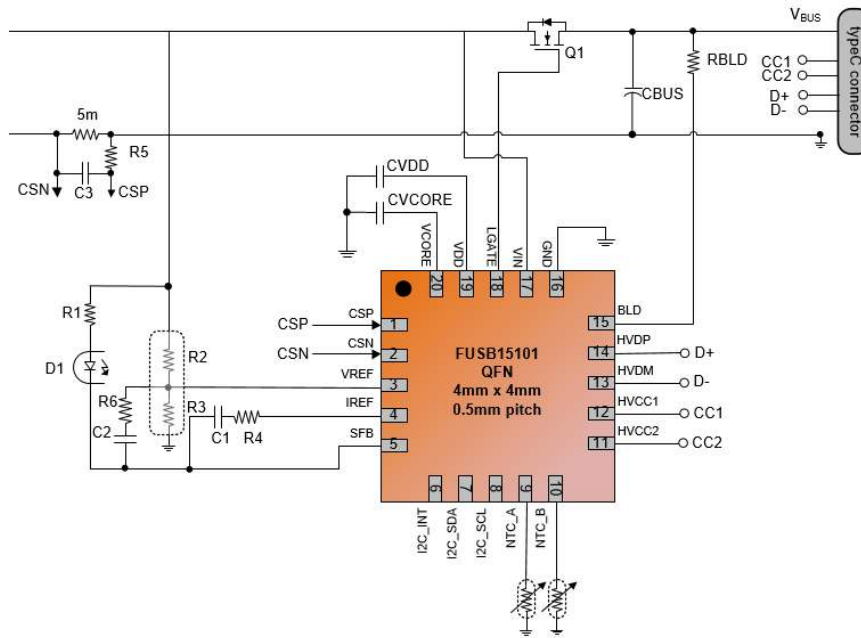 VBUS
typeC connector
Q1
RBLD
CC1
CC2
D+
D-
CBUS
5m
R5
CSN
C3
CSP
CVDD
CVCORE
VCORE
VDD
LGATE
VIN
GND
20
19
18
17
16
R1
D1
R2
R6
R3
C2
C1
R4
CSP
CSP
1
CSN
CSN
2
VREF
3
IREF
4
SFB
5
FUSB15101
QFN
4mm x 4mm
0.5mm pitch
BLD
15
HVDP
14
D+
HVDM
13
D-
HVCC1
12
CC1
HVCC2
11
CC2
6
7
8
9
10
I2C_INT
I2C_SDA
I2C_SCL
NTC_A
NTC_B